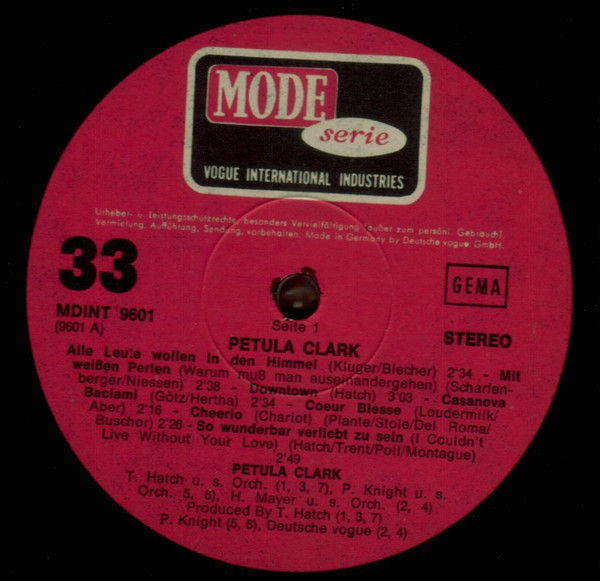 MODE
serie
VOGUE INTERNATIONAL INDUSTRIES
Urheber- u. Leistungsschutzrechte, besonders Vervielfältigung (außer zum persönl. Gebrauch),
Vermietung, Aufführung, Sendung, vorbehalten. Made in Germany by Deutsche vogue GmbH.
33
GEMA
MDINT 9601
(9601 A)
Seite 1
STEREO
PETULA CLARK
Alle Leute wollen in den Himmel (Kluger/Blecher) 2'34 - Mit
weißen Perlen (Warum muß man auseinandergehen) (Scharfen-
berger/Niessen) 2'38 - Downtown (Hatch) 3'03 - Casanova
Baciami (Götz/Hertha) 2'34 - Coeur Blesse (Loudermilk/
Aber) 2'16 - Cheerio (Chariot) (Plante/Stole/Del Roma/
Buschor) 2'26 - So wunderbar verliebt zu sein (I Couldn't
Live Without Your Love) (Hatch/Trent/Poll/Montague)
2'49
PETULA CLARK
T. Hatch u. s. Orch. (1, 3, 7), P. Knight u. s.
Orch. 5, 6), H. Mayer u. s. Orch. (2, 4)
Produced By T. Hatch (1, 3, 7)
P. Knight (5, 6), Deutsche vogue (2, 4)